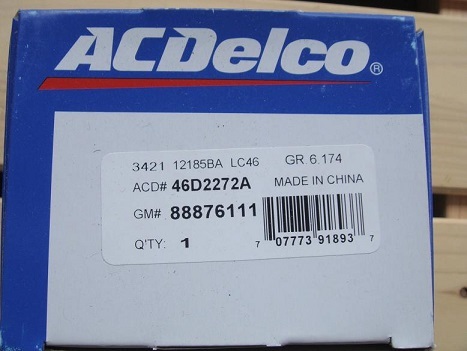 ACDelco®
3421 12185BA LC46 GR 6.174
ACD# 46D2272A MADE IN CHINA
GM# 88876111
Q'TY: 1
7 07773 91893 7